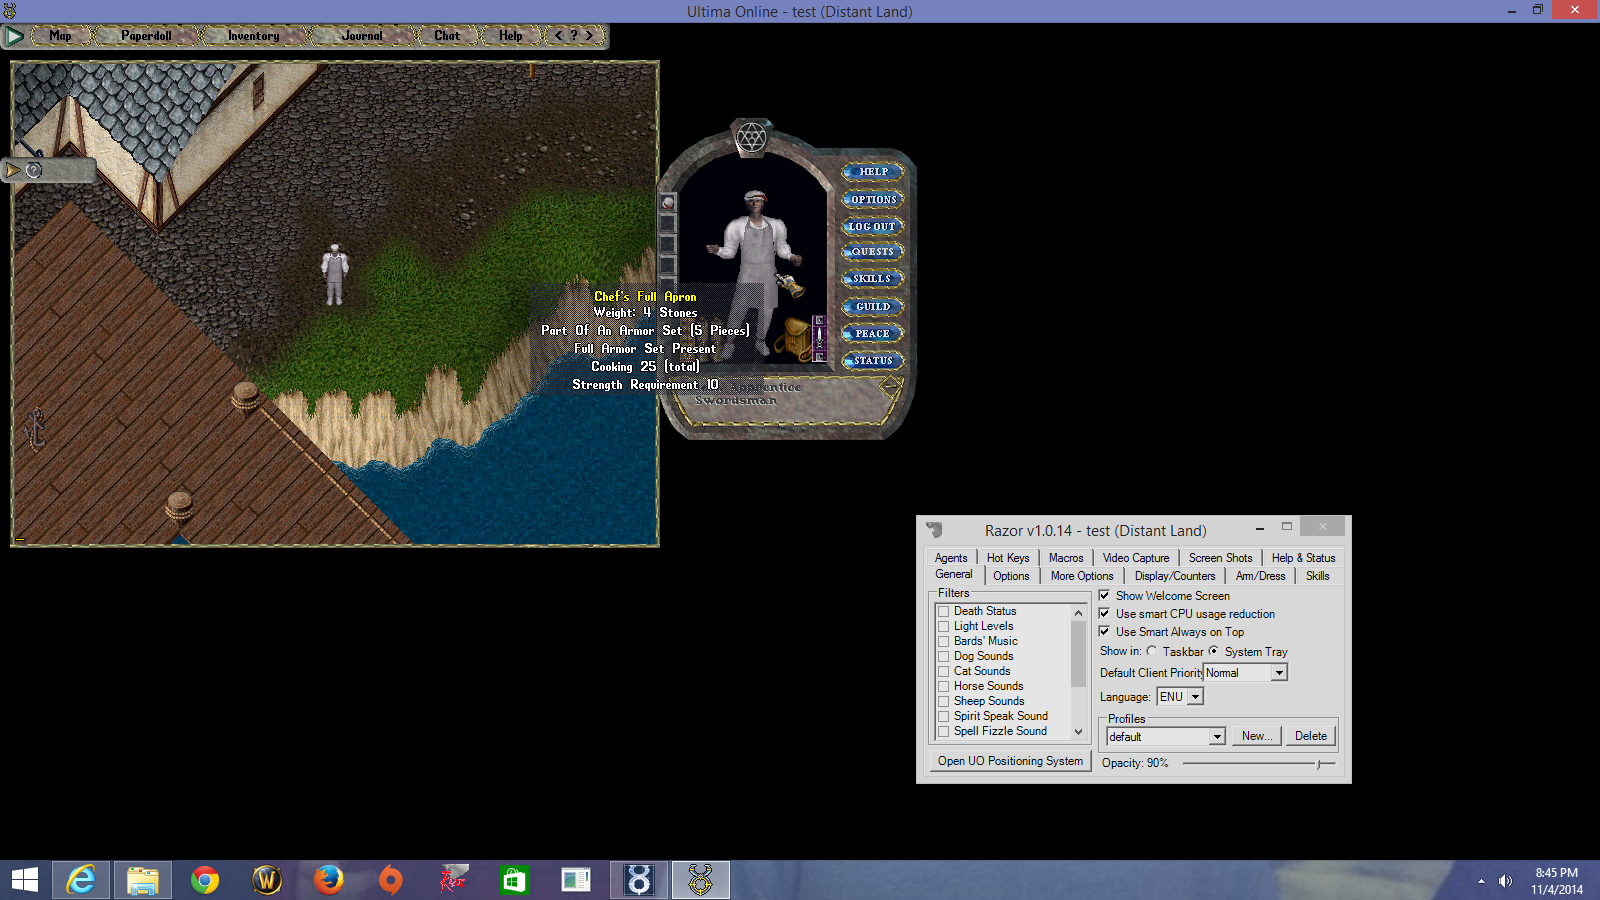 Ultima Online - test (Distant Land)
Map
Paperdoll
Inventory
Journal
Chat
Help
< ? >
?
HELP
OPTIONS
LOG OUT
QUESTS
SKILLS
GUILD
PEACE
STATUS
Chef's Full Apron
Weight: 4 Stones
Part Of An Armor Set (5 Pieces)
Full Armor Set Present
Cooking 25 (total)
Strength Requirement 10
Apprentice
Swordsman
Razor v1.0.14 - test (Distant Land)
Agents
Hot Keys
Macros
Video Capture
Screen Shots
Help & Status
General
Options
More Options
Display/Counters
Arm/Dress
Skills
Filters
Death Status
Light Levels
Bards' Music
Dog Sounds
Cat Sounds
Horse Sounds
Sheep Sounds
Spirit Speak Sound
Spell Fizzle Sound
Open UO Positioning System
Show Welcome Screen
Use smart CPU usage reduction
Use Smart Always on Top
Show in: Taskbar System Tray
Default Client Priority Normal
Language: ENU
Profiles
default
New...
Delete
Opacity: 90%
8:45 PM
11/4/2014